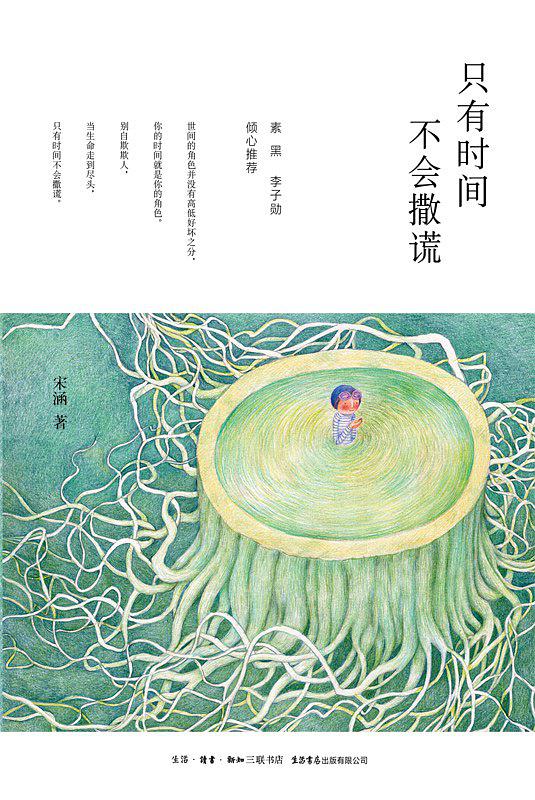 只有时间
不会撒谎
素 黑 李子勋
倾心推荐
世间的角色并没有高低好坏之分，
你的时间就是你的角色。
别自欺欺人，
当生命走到尽头，
只有时间不会撒谎。
宋涵 著
生活·读书·新知三联书店 生活书店出版有限公司